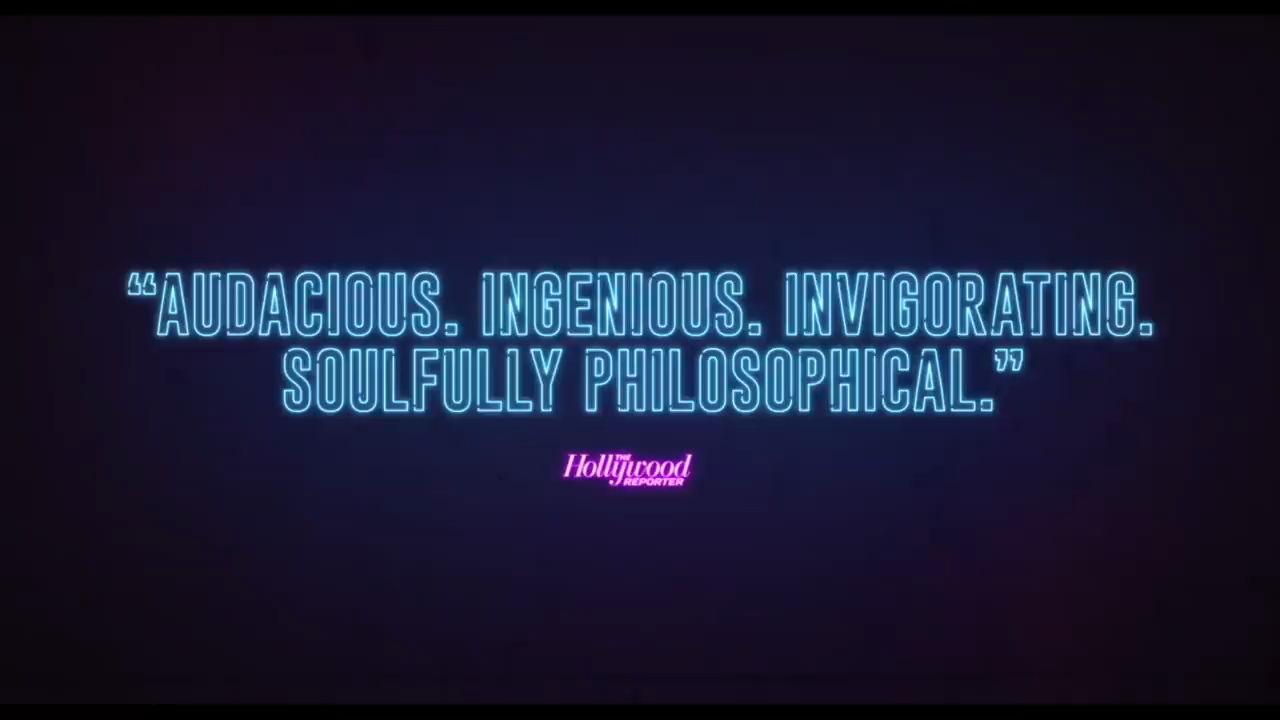 “AUDACIOUS. INGENIOUS. INVIGORATING.
SOULFULLY PHILOSOPHICAL.”
THE
Hollywood
REPORTER